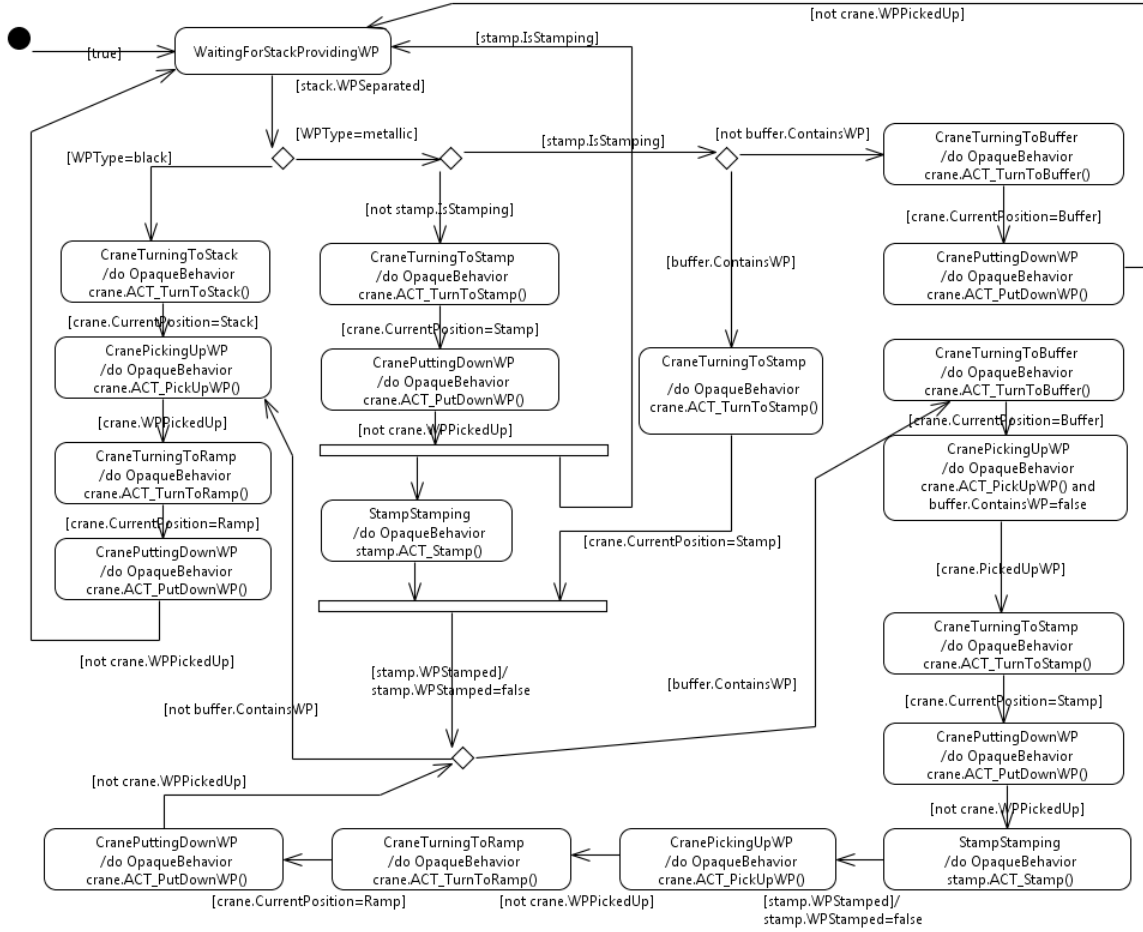 [not crane.WPPickedUp]
WaitingForStackProvidingWP
[true]
[stamp.IsStamping]
[stack.WPSeparated]
[WPType=metallic]
[stamp.IsStamping]
[not buffer.ContainsWP]
[WPType=black]
CraneTurningToBuffer
/do OpaqueBehavior
crane.ACT_TurnToBuffer()
[not stamp.IsStamping]
[crane.CurrentPosition=Buffer]
CraneTurningToStack
/do OpaqueBehavior
crane.ACT_TurnToStack()
CraneTurningToStamp
/do OpaqueBehavior
crane.ACT_TurnToStamp()
[buffer.ContainsWP]
CranePuttingDownWP
/do OpaqueBehavior
crane.ACT_PutDownWP()
[crane.CurrentPosition=Stack]
[crane.CurrentPosition=Stamp]
CranePickingUpWP
/do OpaqueBehavior
crane.ACT_PickUpWP()
CranePuttingDownWP
/do OpaqueBehavior
crane.ACT_PutDownWP()
CraneTurningToStamp
/do OpaqueBehavior
crane.ACT_TurnToStamp()
CraneTurningToBuffer
/do OpaqueBehavior
crane.ACT_TurnToBuffer()
[crane.WPPickedUp]
[not crane.WPPickedUp]
[crane.CurrentPosition=Buffer]
CraneTurningToRamp
/do OpaqueBehavior
crane.ACT_TurnToRamp()
CranePickingUpWP
/do OpaqueBehavior
crane.ACT_PickUpWP() and
buffer.ContainsWP=false
[crane.CurrentPosition=Ramp]
StampStamping
/do OpaqueBehavior
stamp.ACT_Stamp()
[crane.CurrentPosition=Stamp]
CranePuttingDownWP
/do OpaqueBehavior
crane.ACT_PutDownWP()
[crane.PickedUpWP]
[not crane.WPPickedUp]
[stamp.WPStamped]/
stamp.WPStamped=false
[buffer.ContainsWP]
CraneTurningToStamp
/do OpaqueBehavior
crane.ACT_TurnToStamp()
[not buffer.ContainsWP]
[crane.CurrentPosition=Stamp]
CranePuttingDownWP
/do OpaqueBehavior
crane.ACT_PutDownWP()
[not crane.WPPickedUp]
[not crane.WPPickedUp]
CranePuttingDownWP
/do OpaqueBehavior
crane.ACT_PutDownWP()
CraneTurningToRamp
/do OpaqueBehavior
crane.ACT_TurnToRamp()
CranePickingUpWP
/do OpaqueBehavior
crane.ACT_PickUpWP()
StampStamping
/do OpaqueBehavior
stamp.ACT_Stamp()
[crane.CurrentPosition=Ramp]
[not crane.WPPickedUp]
[stamp.WPStamped]/
stamp.WPStamped=false